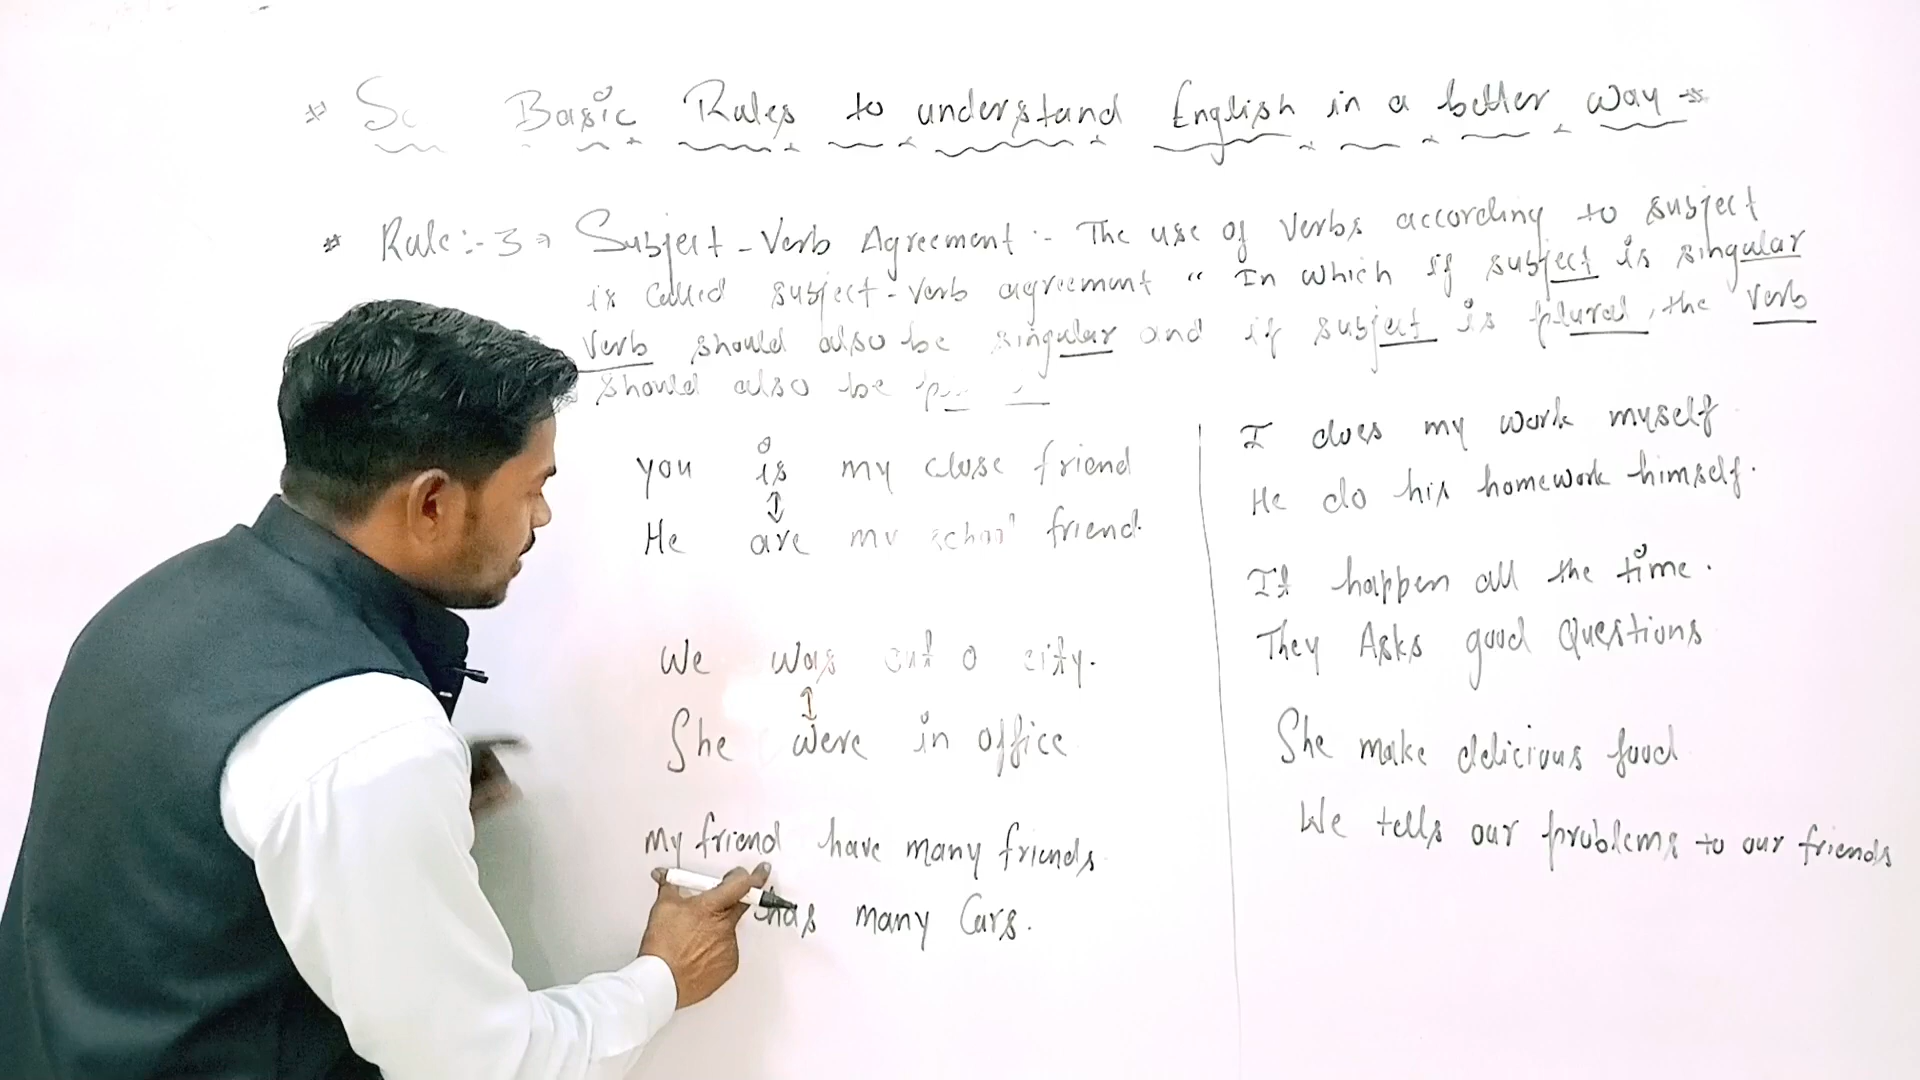 * Basic Rules to understand English in a better way
* Rule:-3 Subject-Verb Agreement:- The use of Verbs according to subject
is called subject-verb agreement " In which if subject is singular
Verb should also be singular and if subject is plural, the verb
should also be
you is my close friend
He are my school friend.
We was out o city.
She were in office
My friend have many friends
has many Cars.
I does my work myself
He do his homework himself.
It happen all the time.
They Asks good Questions
She make delicious food
We tells our problems to our friends